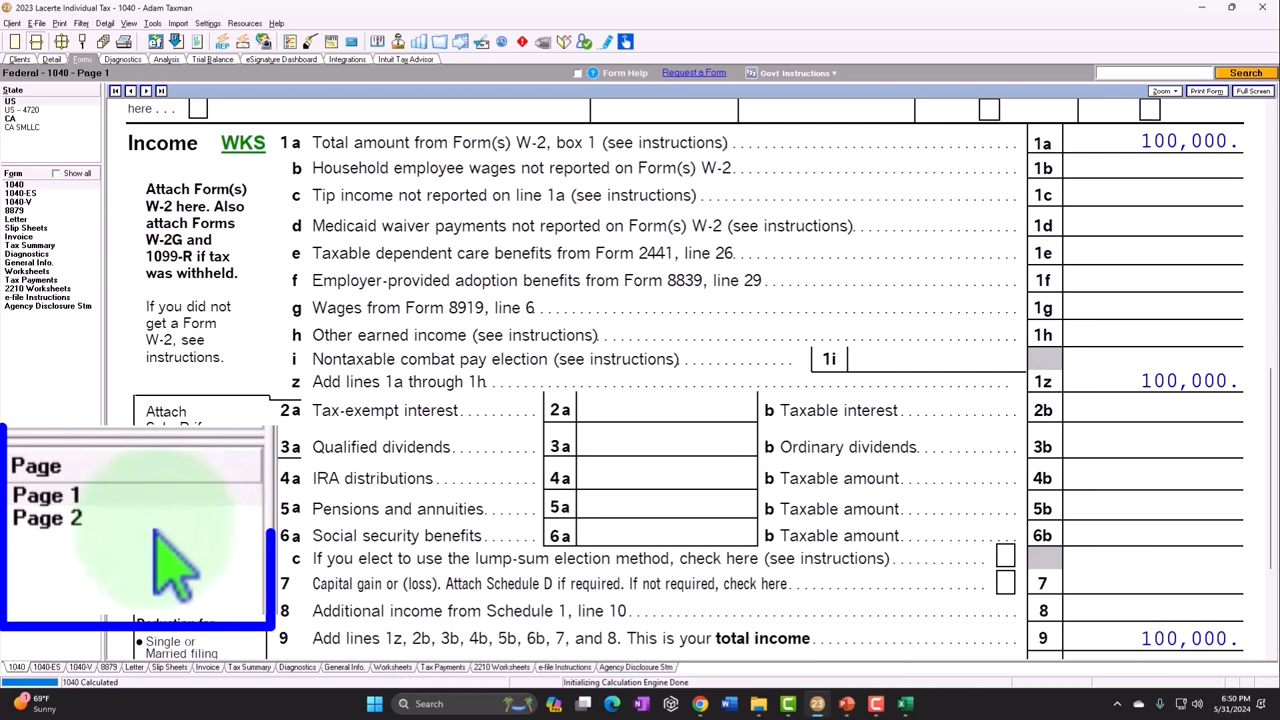 2023 Lacerte Individual Tax - 1040 - Adam Taxman
Client E-File Print Filter Detail View Tools Import Settings Resources Help
Clients Detail Forms Diagnostics Analysis Trial Balance eSignature Dashboard Integrations Intuit Tax Advisor
Federal - 1040 - Page 1 Form Help Request a Form Govt Instructions Search
State
US
US - 4720
CA
CA SMLLC
Zoom Print Form Full Screen
Form Show all
1040
1040-ES
1040-V
8879
Letter
Slip Sheets
Invoice
Tax Summary
Diagnostics
General Info.
Worksheets
Tax Payments
2210 Worksheets
e-file Instructions
Agency Disclosure Stm
Page
Page 1
Page 2
here . . .
Income WKS 1a Total amount from Form(s) W-2, box 1 (see instructions) 1a 100,000.
b Household employee wages not reported on Form(s) W-2 1b
c Tip income not reported on line 1a (see instructions) 1c
d Medicaid waiver payments not reported on Form(s) W-2 (see instructions) 1d
e Taxable dependent care benefits from Form 2441, line 26 1e
f Employer-provided adoption benefits from Form 8839, line 29 1f
g Wages from Form 8919, line 6 1g
h Other earned income (see instructions) 1h
i Nontaxable combat pay election (see instructions) 1i
z Add lines 1a through 1h 1z 100,000.
Attach Form(s)
W-2 here. Also
attach Forms
W-2G and
1099-R if tax
was withheld.
If you did not
get a Form
W-2, see
instructions.
Attach
2a Tax-exempt interest 2a b Taxable interest 2b
3a Qualified dividends 3a b Ordinary dividends 3b
4a IRA distributions 4a b Taxable amount 4b
5a Pensions and annuities 5a b Taxable amount 5b
6a Social security benefits 6a b Taxable amount 6b
c If you elect to use the lump-sum election method, check here (see instructions)
7 Capital gain or (loss). Attach Schedule D if required. If not required, check here 7
8 Additional income from Schedule 1, line 10 8
9 Add lines 1z, 2b, 3b, 4b, 5b, 6b, 7, and 8. This is your total income 9 100,000.
• Single or
Married filing
1040 1040-ES 1040-V 8879 Letter Slip Sheets Invoice Tax Summary Diagnostics General Info. Worksheets Tax Payments 2210 Worksheets e-file Instructions Agency Disclosure Stm
1040 Calculated Initializing Calculation Engine Done
69°F
Sunny
Search
6:50 PM
5/31/2024